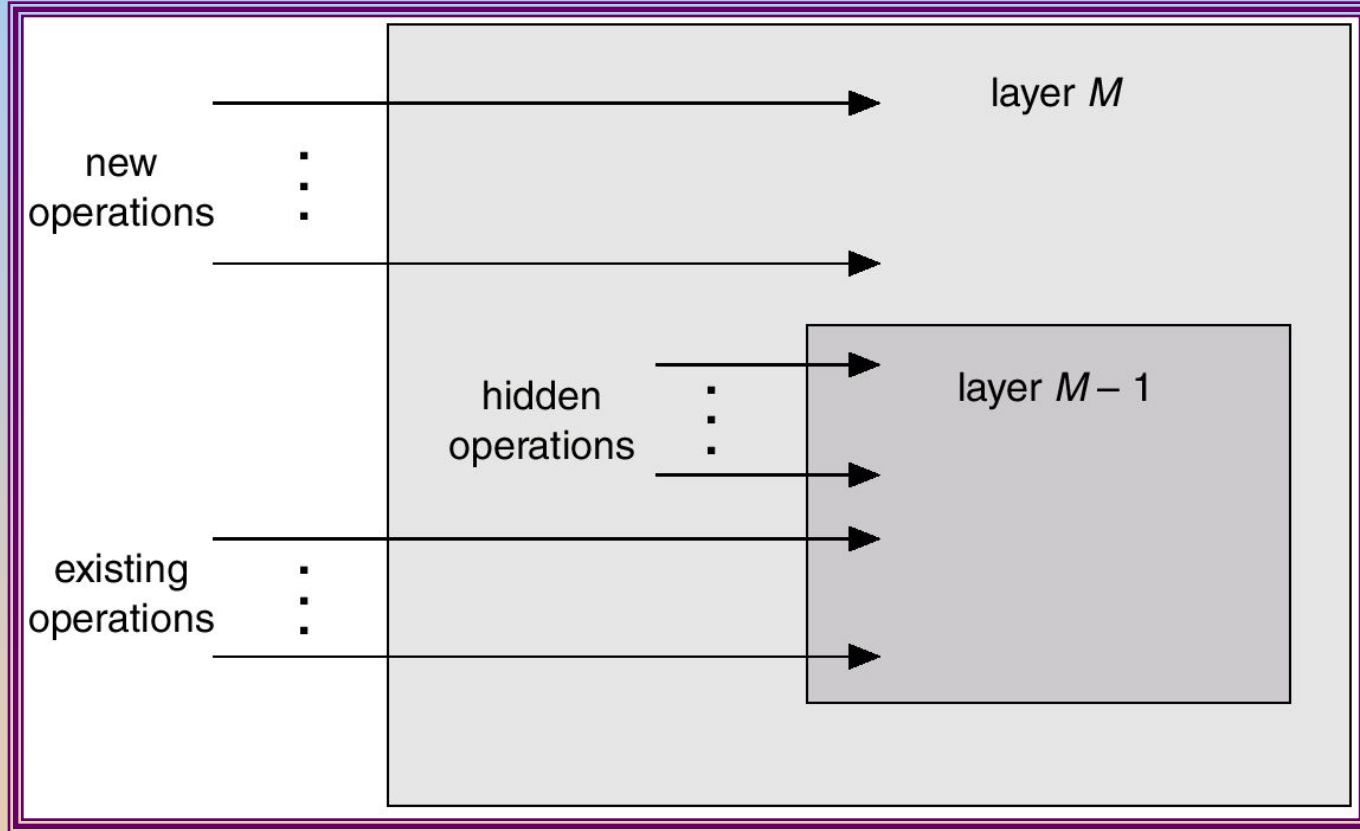 layer M
new
operations
hidden
operations
layer M – 1
existing
operations